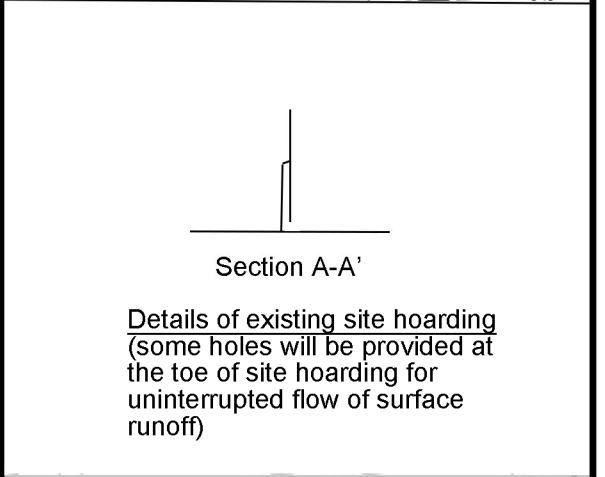 Section A-A’
Details of existing site hoarding
(some holes will be provided at
the toe of site hoarding for
uninterrupted flow of surface
runoff)